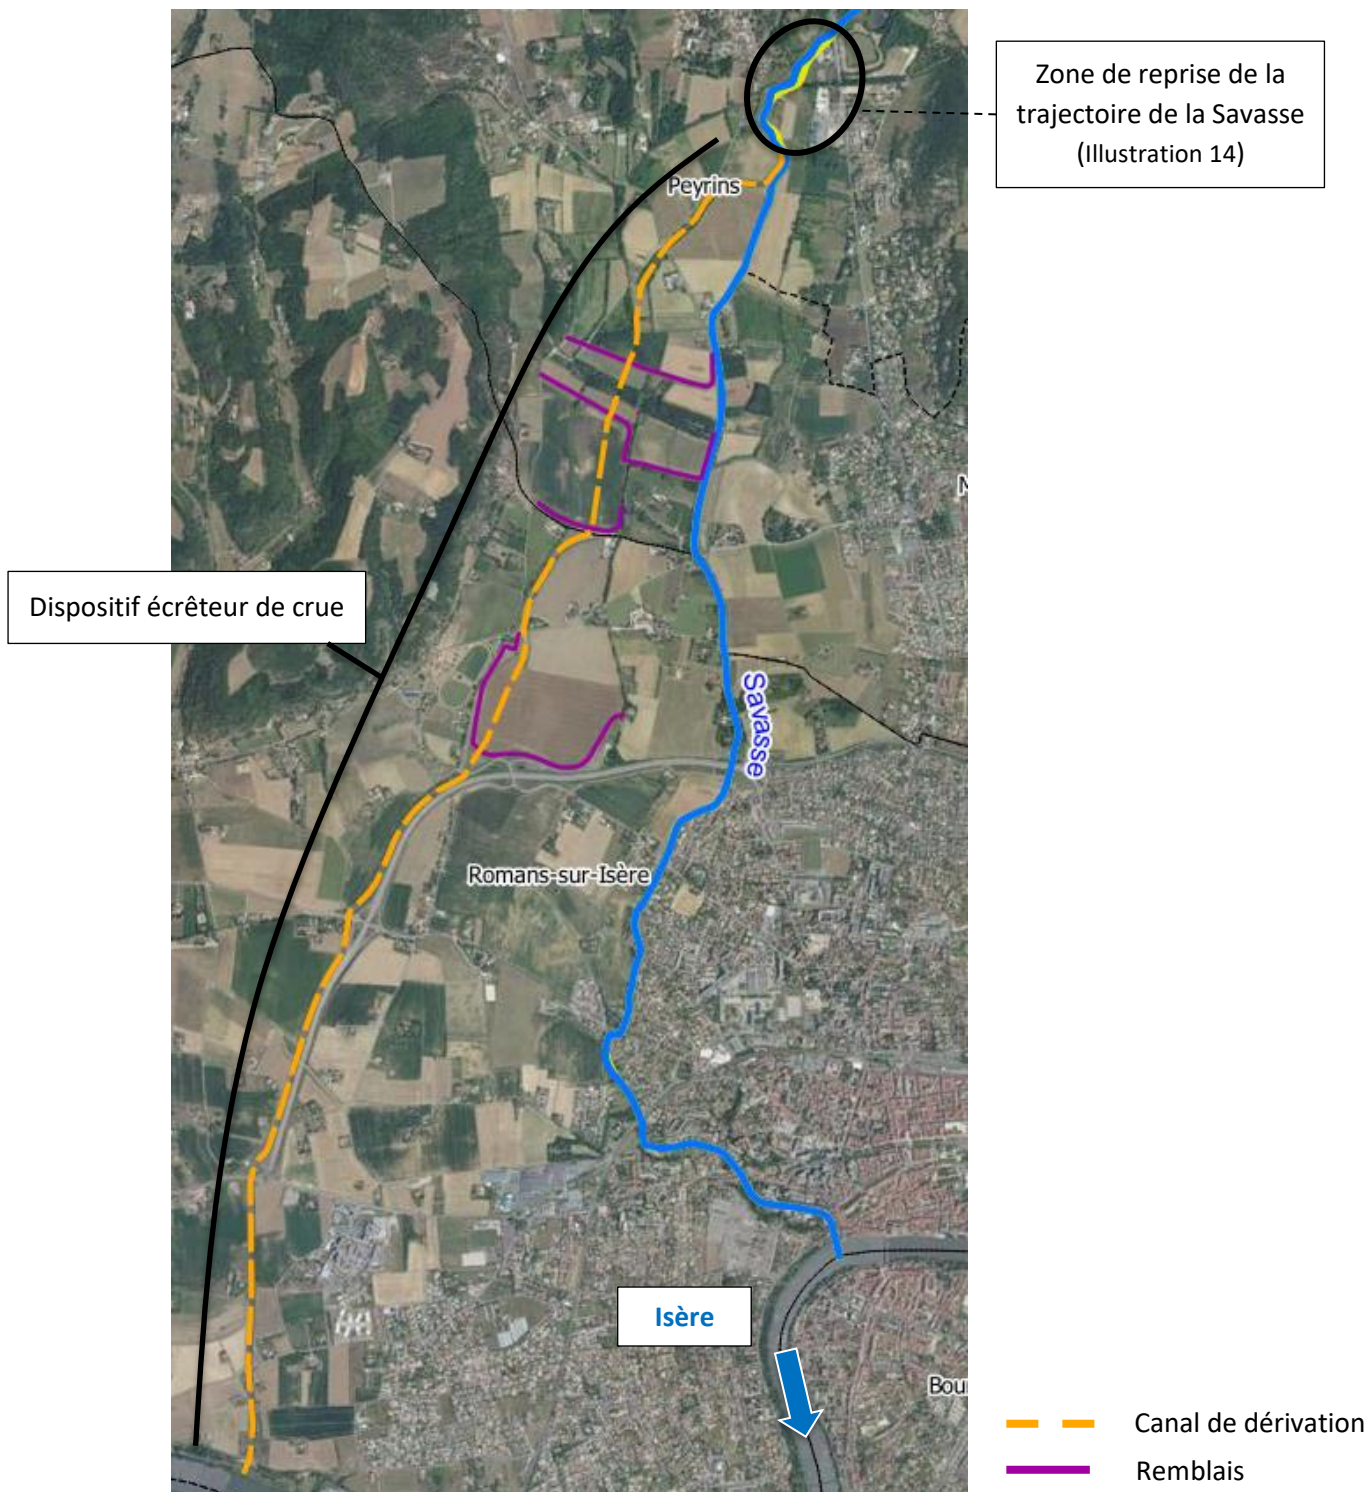 Zone de reprise de la
trajectoire de la Savasse
(Illustration 14)
Peyrins
M
Dispositif écrêteur de crue
Savasse
Romans-sur-Isère
Isère
Bour
Canal de dérivation
Remblais